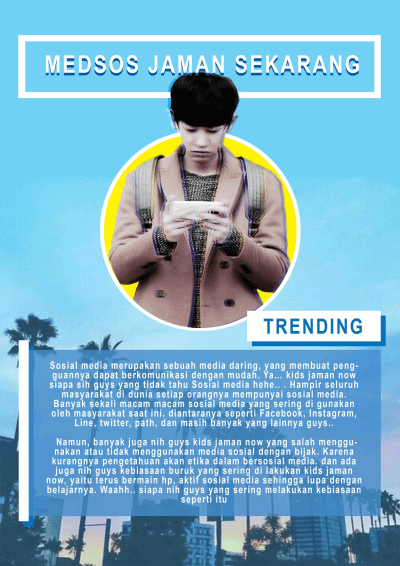 MEDSOS JAMAN SEKARANG
TRENDING
Sosial media merupakan sebuah media daring, yang membuat peng-
guannya dapat berkomunikasi dengan mudah. Ya... kids jaman now
siapa sih guys yang tidak tahu Sosial media hehe.. . Hampir seluruh
masyarakat di dunia setiap orangnya mempunyai sosial media.
Banyak sekali macam macam sosial media yang sering di gunakan
oleh masyarakat saat ini. diantaranya seperti Facebook, Instagram,
Line, twitter, path, dan masih banyak yang lainnya guys..
Namun, banyak juga nih guys kids jaman now yang salah menggu-
nakan atau tidak menggunakan media sosial dengan bijak. Karena
kurangnya pengetahuan akan etika dalam bersosial media. dan ada
juga nih guys kebiasaan buruk yang sering di lakukan kids jaman
now, yaitu terus bermain hp, aktif sosial media sehingga lupa dengan
belajarnya. Waahh.. siapa nih guys yang sering melakukan kebiasaan
seperti itu